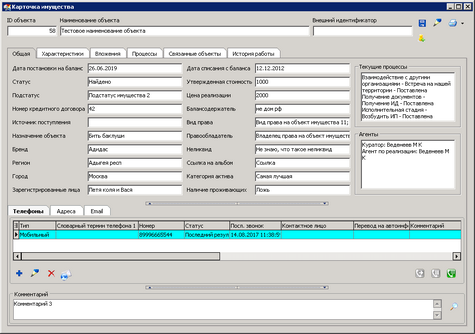 Карточка имущества
ID объекта Наименование объекта Внешний идентификатор
58 Тестовое наименование объекта
Общая Характеристики Вложения Процессы Связанные объекты История работы
Дата постановки на баланс 26.06.2019 Дата списания с баланса 12.12.2012
Статус Найдено Утвержденная стоимость 1000
Подстатус Подстатус имущества 2 Цена реализации 2000
Номер кредитного договора 42 Балансодержатель не дом.рф
Источник поступления Вид права Вид права на объект имущества 11;
Назначение объекта Бить баклуши Правообладатель Владелец права на объект имущест
Бренд Адидас Неликвид Не знаю, что такое неликвид
Регион Адыгея респ Ссылка на альбом Ссылка
Город Москва Категория актива Самая лучшая
Зарегистрированные лица Петя коля и Вася Наличие проживающих Ложь
Текущие процессы
Взаимодействие с другими
организациями - Встреча на нашей
территории - Поставлена
Получение документов -
Получение ИД - Поставлена
Исполнительная стадия -
Возбудить ИП - Поставлена
Агенты
Куратор: Веденеев М К
Агент по реализации: Веденеев М
К
Телефоны Адреса Email
Тип Словарный термин телефона 1 Номер Статус Посл. звонок Контактное лицо Комментарий
Мобильный 89996665544 Последний резул 14.08.2017 11:38:5
Комментарий
Комментарий 3